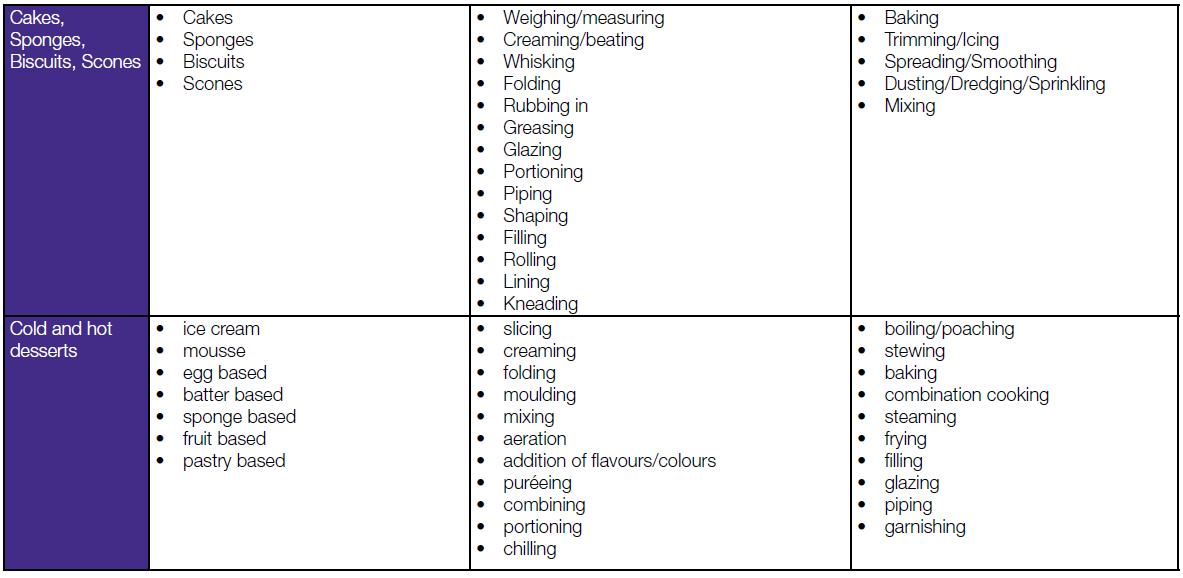 Cakes,
Sponges,
Biscuits, Scones
• Cakes
• Sponges
• Biscuits
• Scones
• Weighing/measuring
• Creaming/beating
• Whisking
• Folding
• Rubbing in
• Greasing
• Glazing
• Portioning
• Piping
• Shaping
• Filling
• Rolling
• Lining
• Kneading
• Baking
• Trimming/Icing
• Spreading/Smoothing
• Dusting/Dredging/Sprinkling
• Mixing
Cold and hot
desserts
• ice cream
• mousse
• egg based
• batter based
• sponge based
• fruit based
• pastry based
• slicing
• creaming
• folding
• moulding
• mixing
• aeration
• addition of flavours/colours
• puréeing
• combining
• portioning
• chilling
• boiling/poaching
• stewing
• baking
• combination cooking
• steaming
• frying
• filling
• glazing
• piping
• garnishing